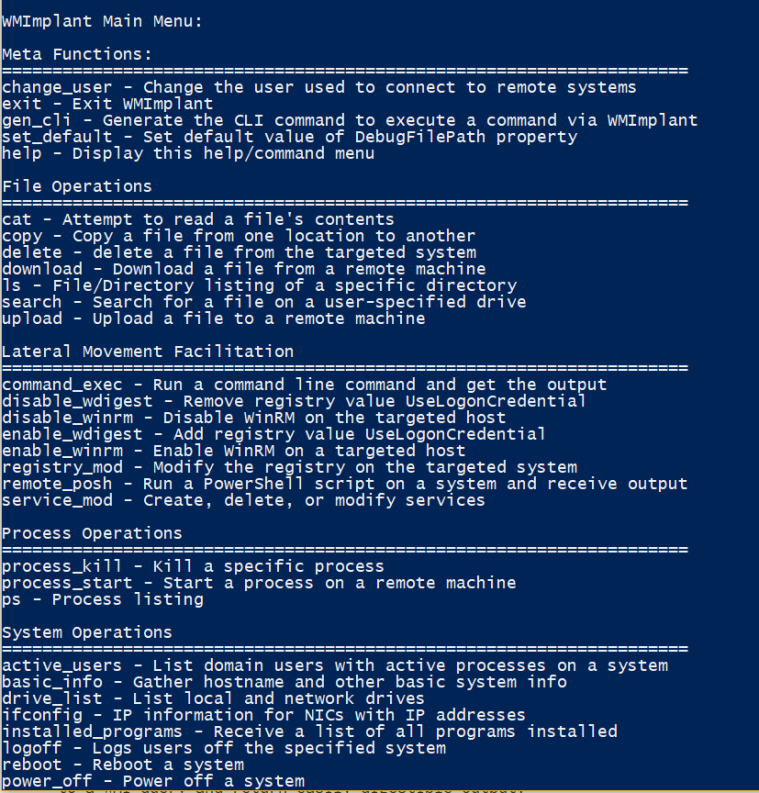 WMImplant Main Menu:
Meta Functions:
====================================================================
change_user - Change the user used to connect to remote systems
exit - Exit WMImplant
gen_cli - Generate the CLI command to execute a command via WMImplant
set_default - Set default value of DebugFilePath property
help - Display this help/command menu
File Operations
====================================================================
cat - Attempt to read a file's contents
copy - Copy a file from one location to another
delete - delete a file from the targeted system
download - Download a file from a remote machine
ls - File/Directory listing of a specific directory
search - Search for a file on a user-specified drive
upload - Upload a file to a remote machine
Lateral Movement Facilitation
====================================================================
command_exec - Run a command line command and get the output
disable_wdigest - Remove registry value UseLogonCredential
disable_winrm - Disable WinRM on the targeted host
enable_wdigest - Add registry value UseLogonCredential
enable_winrm - Enable WinRM on a targeted host
registry_mod - Modify the registry on the targeted system
remote_posh - Run a PowerShell script on a system and receive output
service_mod - Create, delete, or modify services
Process Operations
====================================================================
process_kill - Kill a specific process
process_start - Start a process on a remote machine
ps - Process listing
System Operations
====================================================================
active_users - List domain users with active processes on a system
basic_info - Gather hostname and other basic system info
drive_list - List local and network drives
ifconfig - IP information for NICs with IP addresses
installed_programs - Receive a list of all programs installed
logoff - Logs users off the specified system
reboot - Reboot a system
power_off - Power off a system